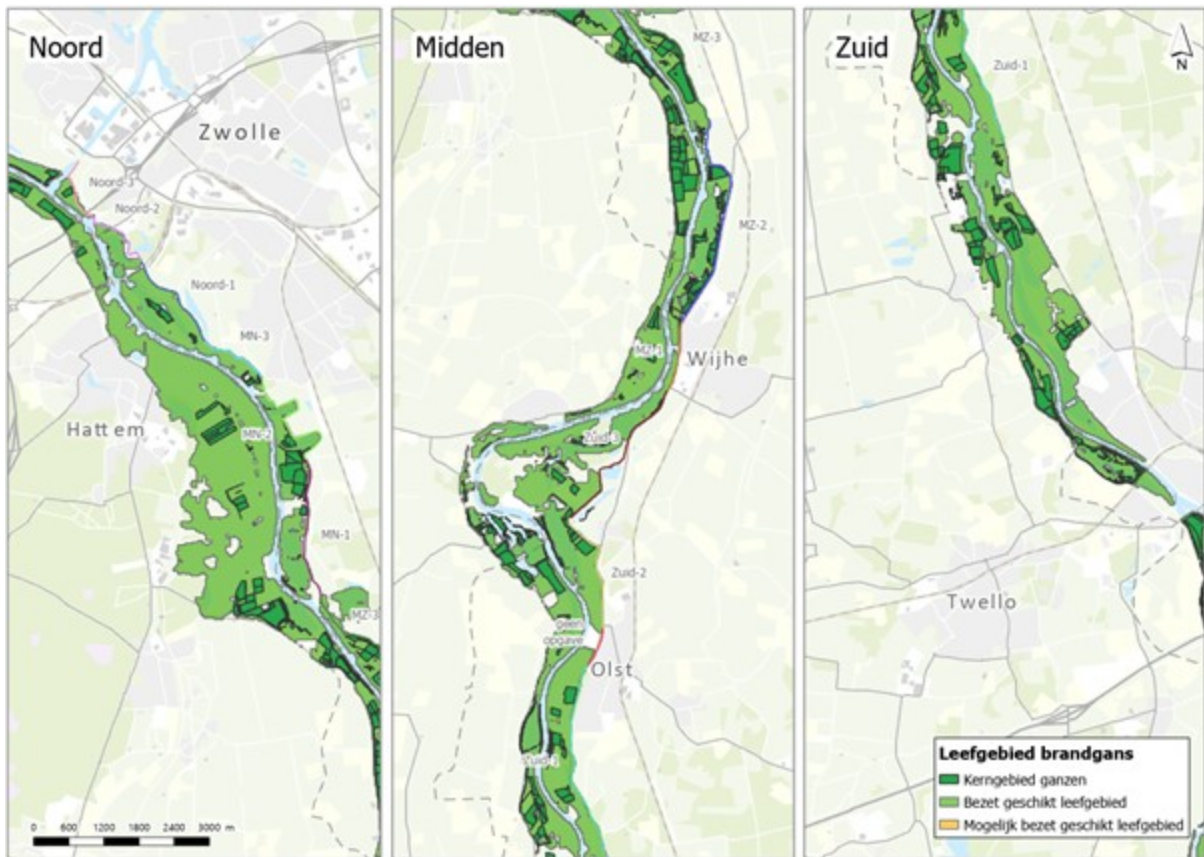 Noord
Zwolle
Noord-3
Noord-2
Noord-1
MN-3
Hattem
MN-2
MN-1
MZ-3
0 600 1200 1800 2400 3000 m
Midden
MZ-3
MZ-2
MZ-1
Wijhe
Zuid-3
Zuid-2
geen
opgave
Olst
Zuid-1
Zuid
N
Zuid-1
Twello
Leefgebied brandgans
Kerngebied ganzen
Bezet geschikt leefgebied
Mogelijk bezet geschikt leefgebied